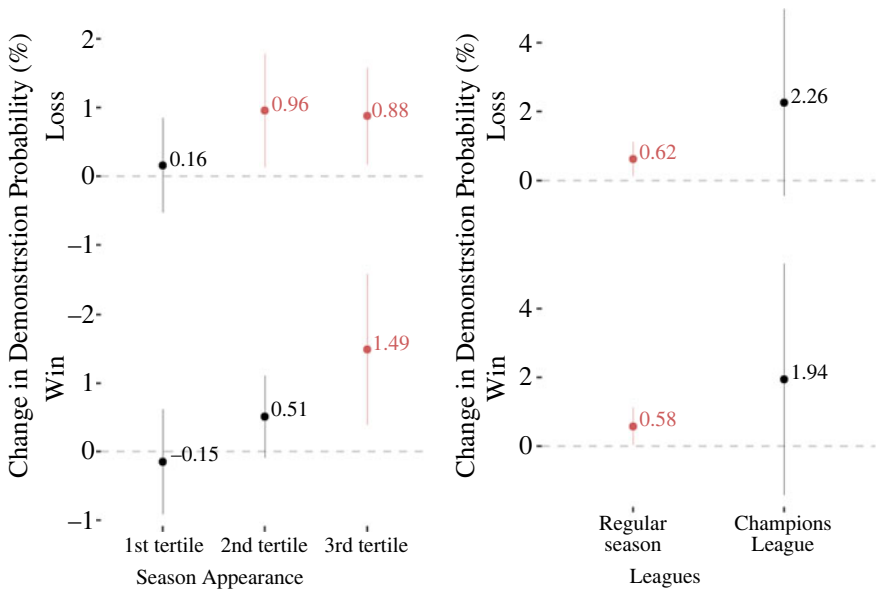 Change in Demonstrstion Probability (%)
Loss
Win
2
1
0
−1
−2
1
0
−1
0.16
0.96
0.88
−0.15
0.51
1.49
1st tertile 2nd tertile 3rd tertile
Season Appearance
Change in Demonstrstion Probability (%)
Loss
Win
4
2
0
4
2
0
0.62
2.26
0.58
1.94
Regular
season
Champions
League
Leagues